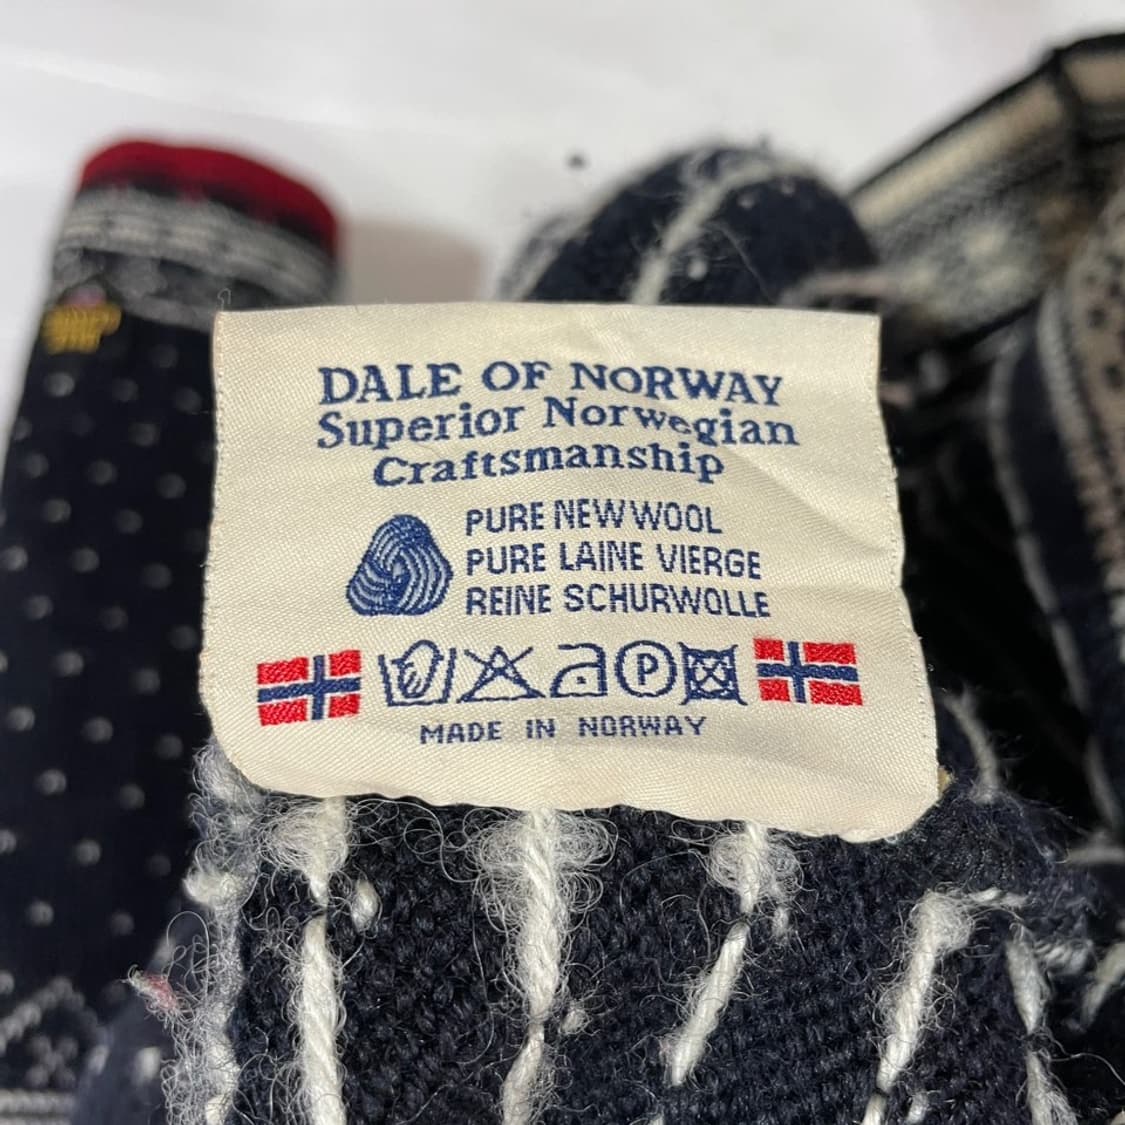 DALE OF NORWAY
Superior Norwegian
Craftsmanship
PURE NEW WOOL
PURE LAINE VIERGE
REINE SCHURWOLLE
P
MADE IN NORWAY